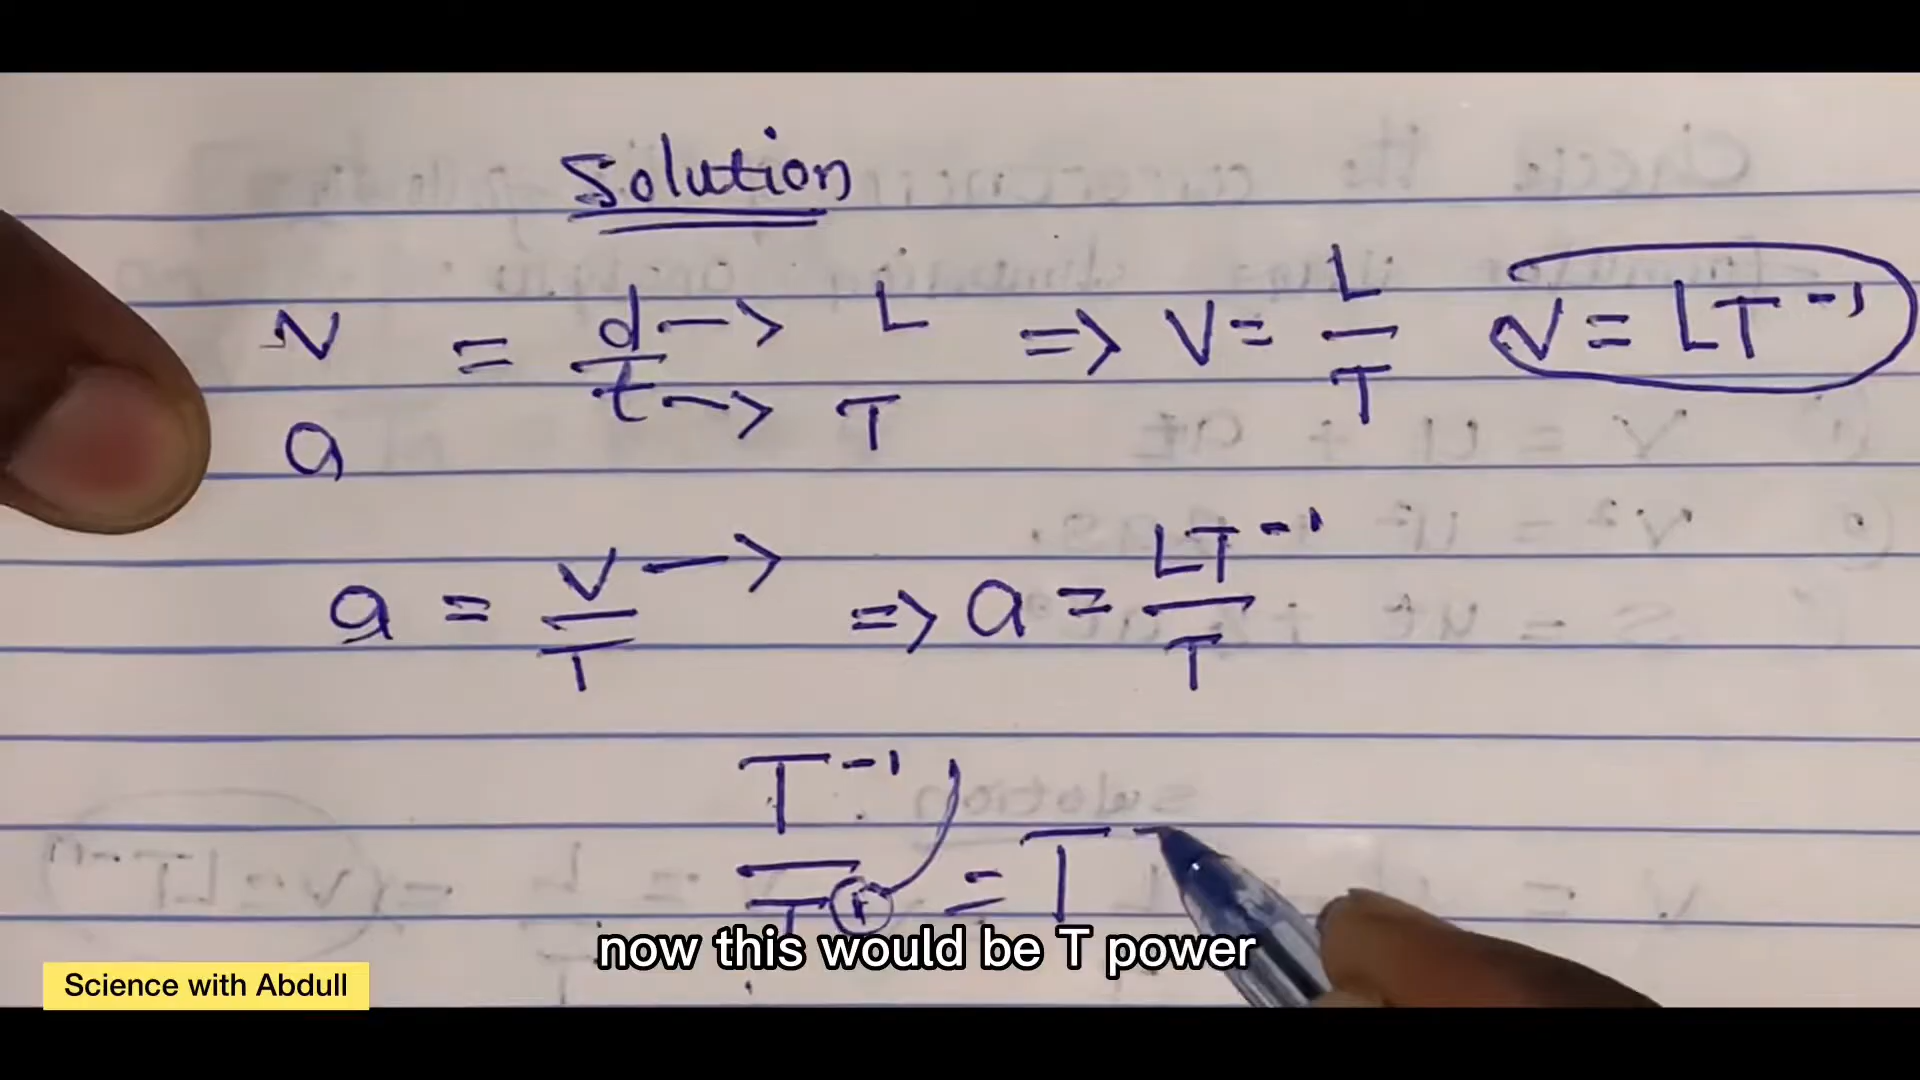 Solution
V = d/t --> L T => V = L/T V = LT⁻¹
a
a = V/T --> => a = LT⁻¹/T
T⁻¹/T⁺ = T⁻
now this would be T power
Science with Abdull